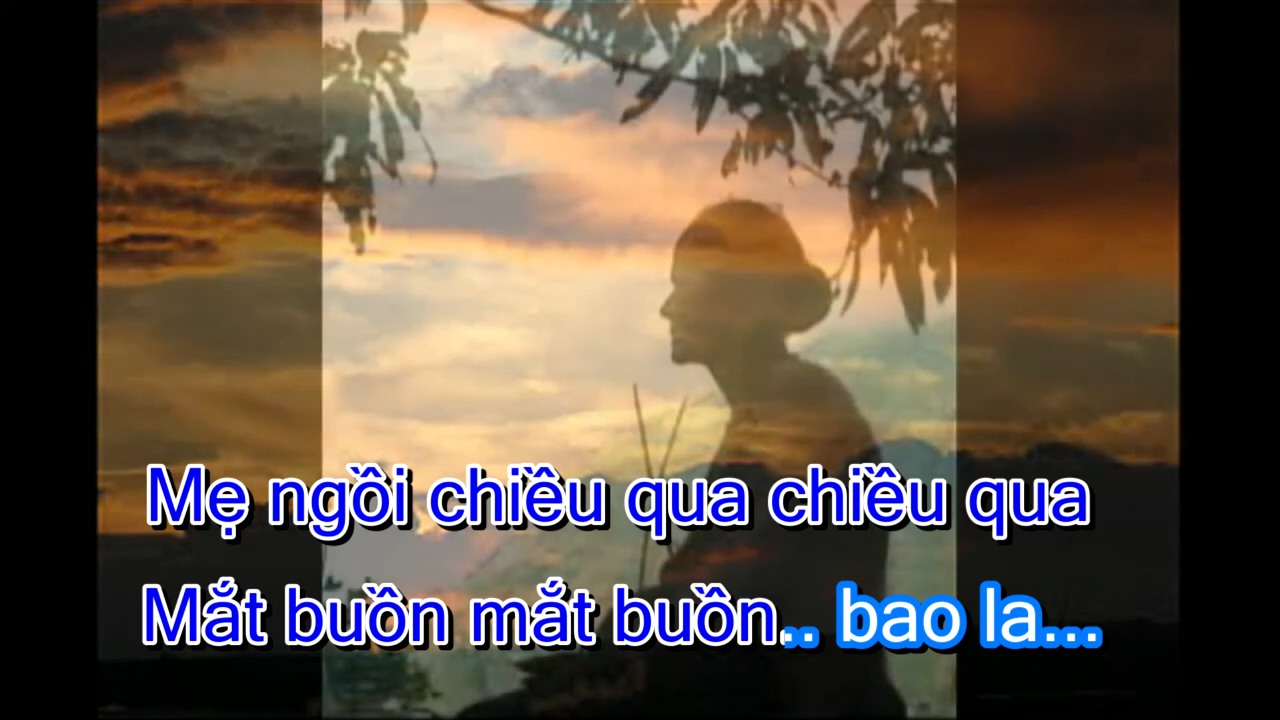 Mẹ ngồi chiều qua chiều qua
Mắt buồn mắt buồn... bao la...